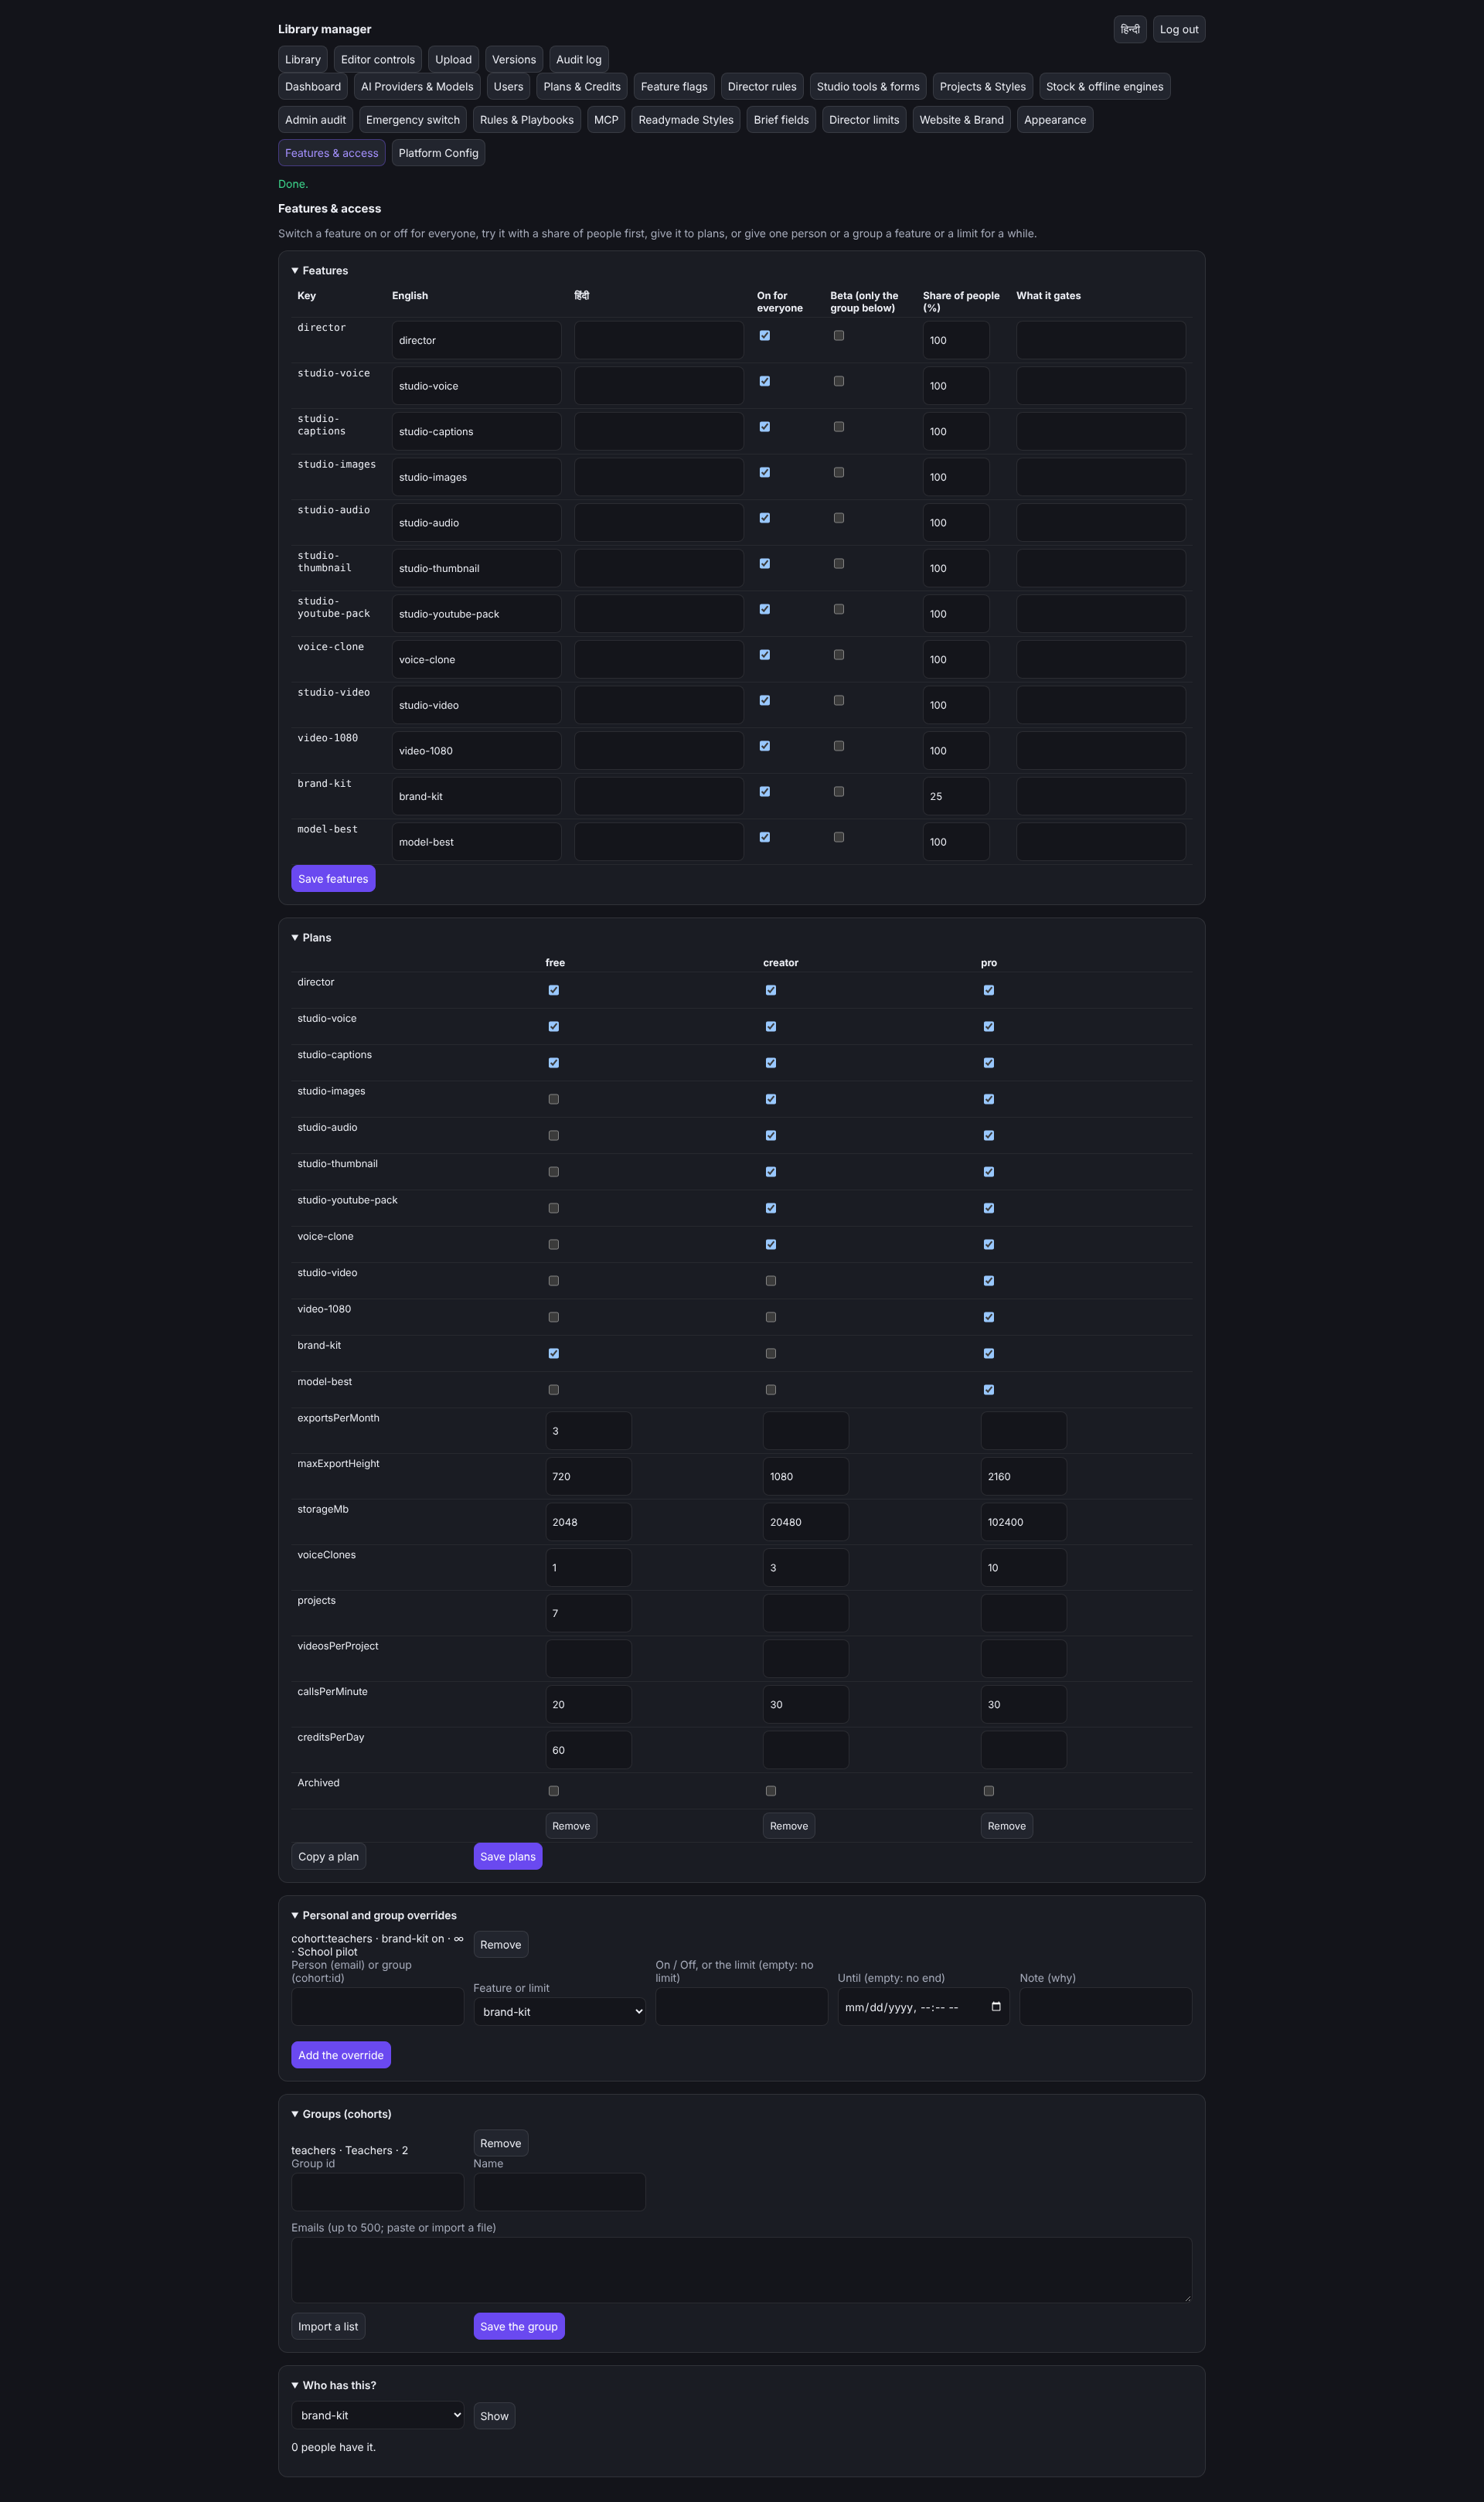 Library manager
हिन्दी
Log out
Library
Editor controls
Upload
Versions
Audit log
Dashboard
AI Providers & Models
Users
Plans & Credits
Feature flags
Director rules
Studio tools & forms
Projects & Styles
Stock & offline engines
Admin audit
Emergency switch
Rules & Playbooks
MCP
Readymade Styles
Brief fields
Director limits
Website & Brand
Appearance
Features & access
Platform Config
Done.
Features & access
Switch a feature on or off for everyone, try it with a share of people first, give it to plans, or give one person or a group a feature or a limit for a while.
Features
Key English हिंदी On for everyone Beta (only the group below) Share of people (%) What it gates
director director 100
studio-voice studio-voice 100
studio-captions studio-captions 100
studio-images studio-images 100
studio-audio studio-audio 100
studio-thumbnail studio-thumbnail 100
studio-youtube-pack studio-youtube-pack 100
voice-clone voice-clone 100
studio-video studio-video 100
video-1080 video-1080 100
brand-kit brand-kit 25
model-best model-best 100
Save features
Plans
free creator pro
director
studio-voice
studio-captions
studio-images
studio-audio
studio-thumbnail
studio-youtube-pack
voice-clone
studio-video
video-1080
brand-kit
model-best
exportsPerMonth 3
maxExportHeight 720 1080 2160
storageMb 2048 20480 102400
voiceClones 1 3 10
projects 7
videosPerProject
callsPerMinute 20 30 30
creditsPerDay 60
Archived
Remove Remove Remove
Copy a plan Save plans
Personal and group overrides
cohort:teachers · brand-kit on · ∞
· School pilot
Remove
Person (email) or group (cohort:id)
Feature or limit
On / Off, or the limit (empty: no limit)
Until (empty: no end)
Note (why)
brand-kit
mm/dd/yyyy, --:-- --
Add the override
Groups (cohorts)
teachers · Teachers · 2
Remove
Group id
Name
Emails (up to 500; paste or import a file)
Import a list
Save the group
Who has this?
brand-kit
Show
0 people have it.